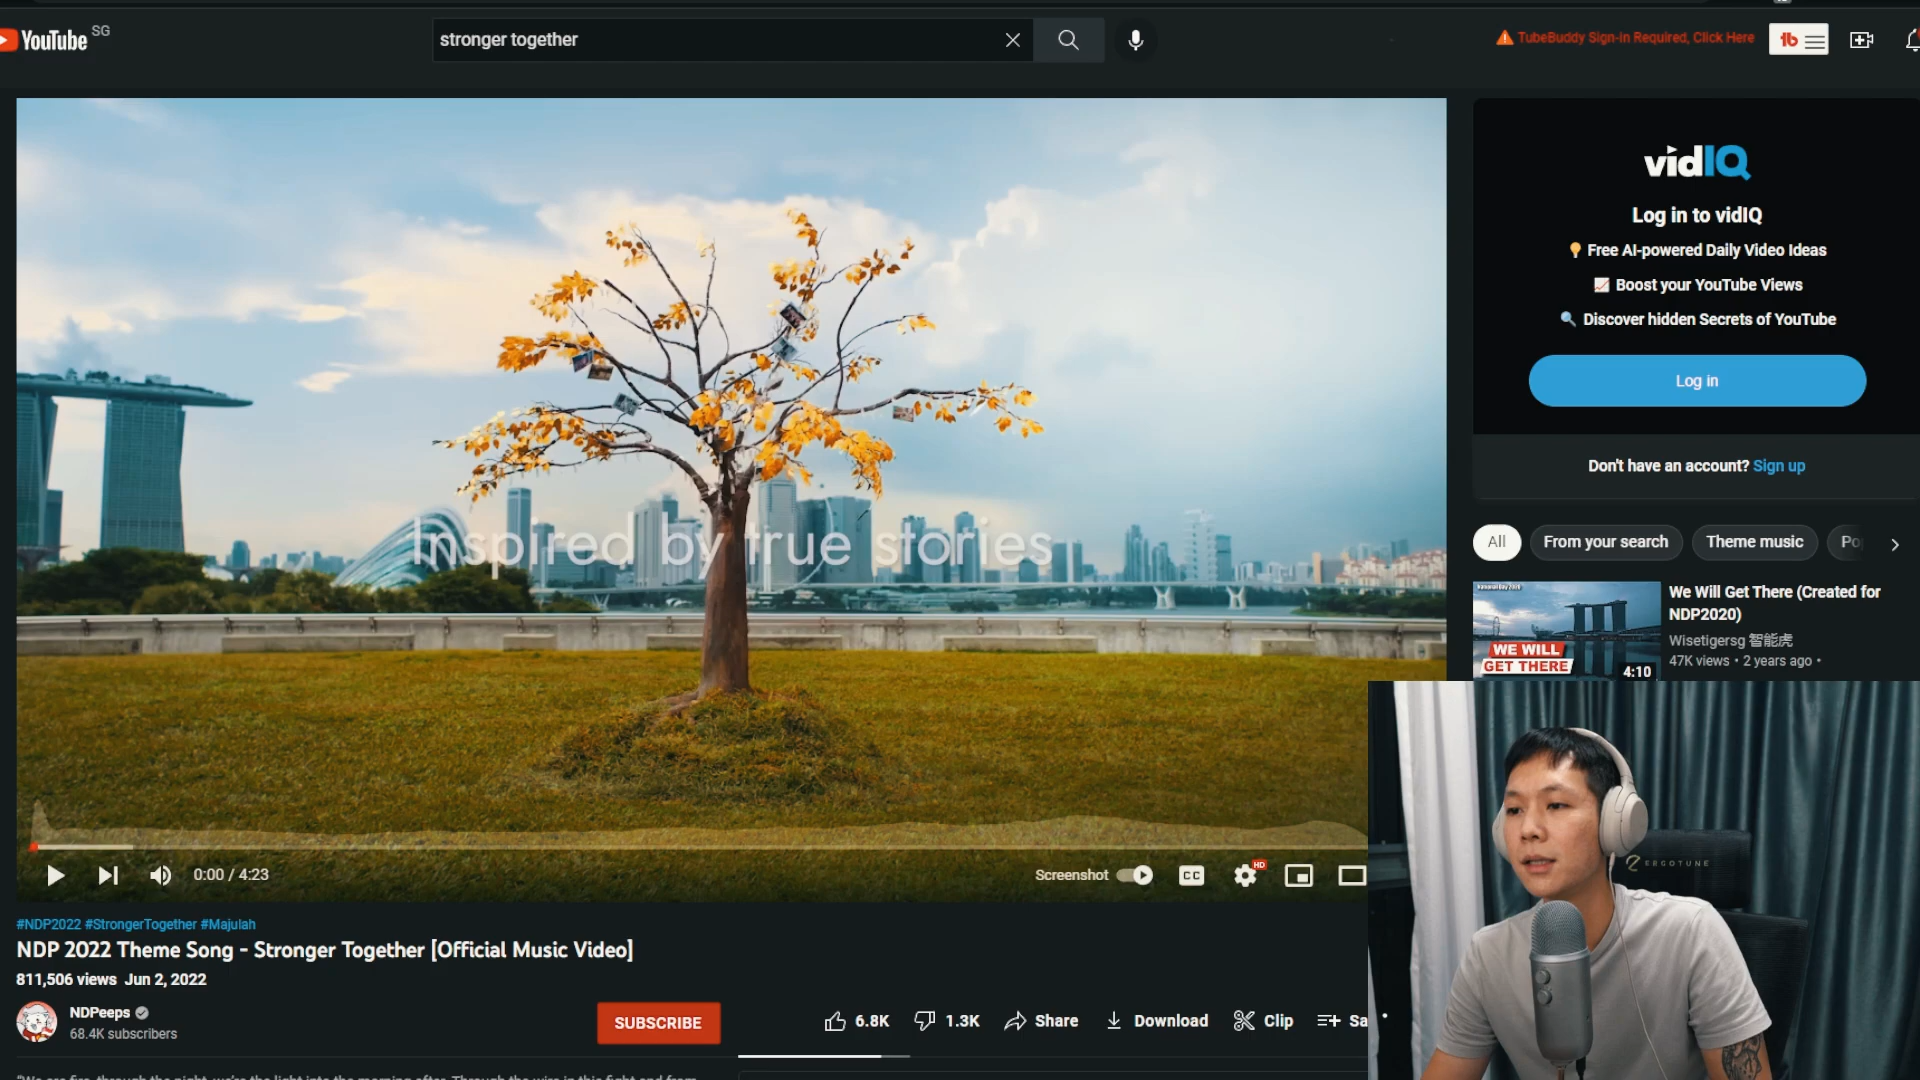 YouTube SG
stronger together
TubeBuddy Sign-In Required, Click Here
tb
vidIQ
Log in to vidIQ
Free AI-powered Daily Video Ideas
Boost your YouTube Views
Discover hidden Secrets of YouTube
Log in
Don't have an account? Sign up
Inspired by true stories
All
From your search
Theme music
Po
We Will Get There (Created for
NDP2020)
Wisetigersg 智能虎
47K views • 2 years ago •
WE WILL
GET THERE
4:10
0:00 / 4:23
Screenshot
CC
HD
ERGOTUNE
#NDP2022 #StrongerTogether #Majulah
NDP 2022 Theme Song - Stronger Together [Official Music Video]
811,506 views Jun 2, 2022
NDPeeps
68.4K subscribers
SUBSCRIBE
6.8K
1.3K
Share
Download
Clip
Sa